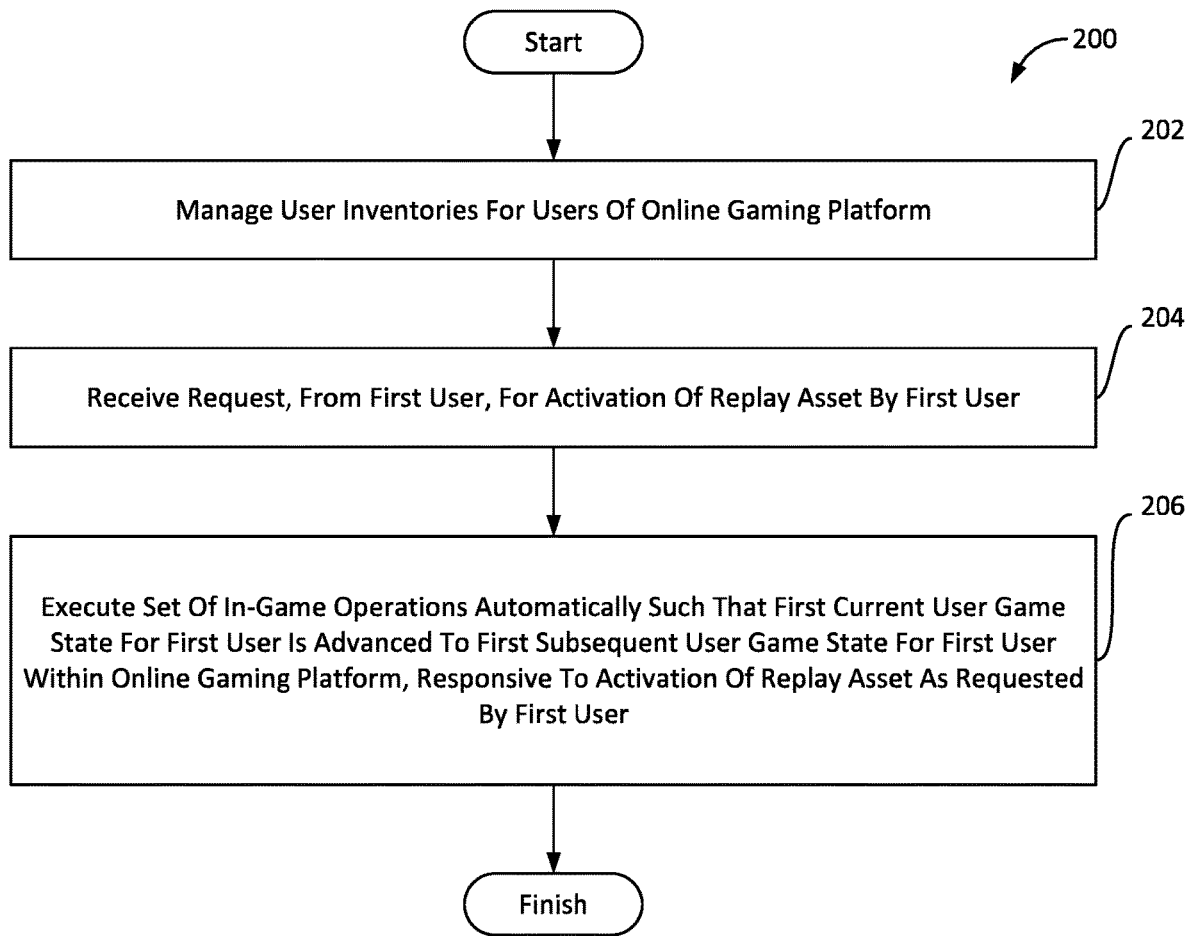 Start
200
202
Manage User Inventories For Users Of Online Gaming Platform
204
Receive Request, From First User, For Activation Of Replay Asset By First User
206
Execute Set Of In-Game Operations Automatically Such That First Current User Game
State For First User Is Advanced To First Subsequent User Game State For First User
Within Online Gaming Platform, Responsive To Activation Of Replay Asset As Requested
By First User
Finish